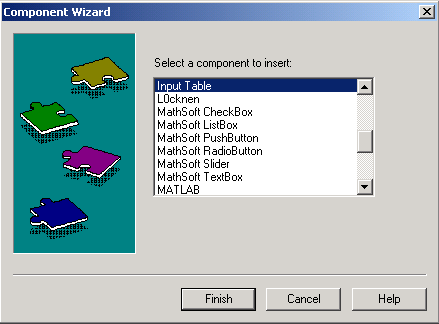 Component Wizard
Select a component to insert:
Input Table
L0cknen
MathSoft CheckBox
MathSoft ListBox
MathSoft PushButton
MathSoft RadioButton
MathSoft Slider
MathSoft TextBox
MATLAB
Finish
Cancel
Help